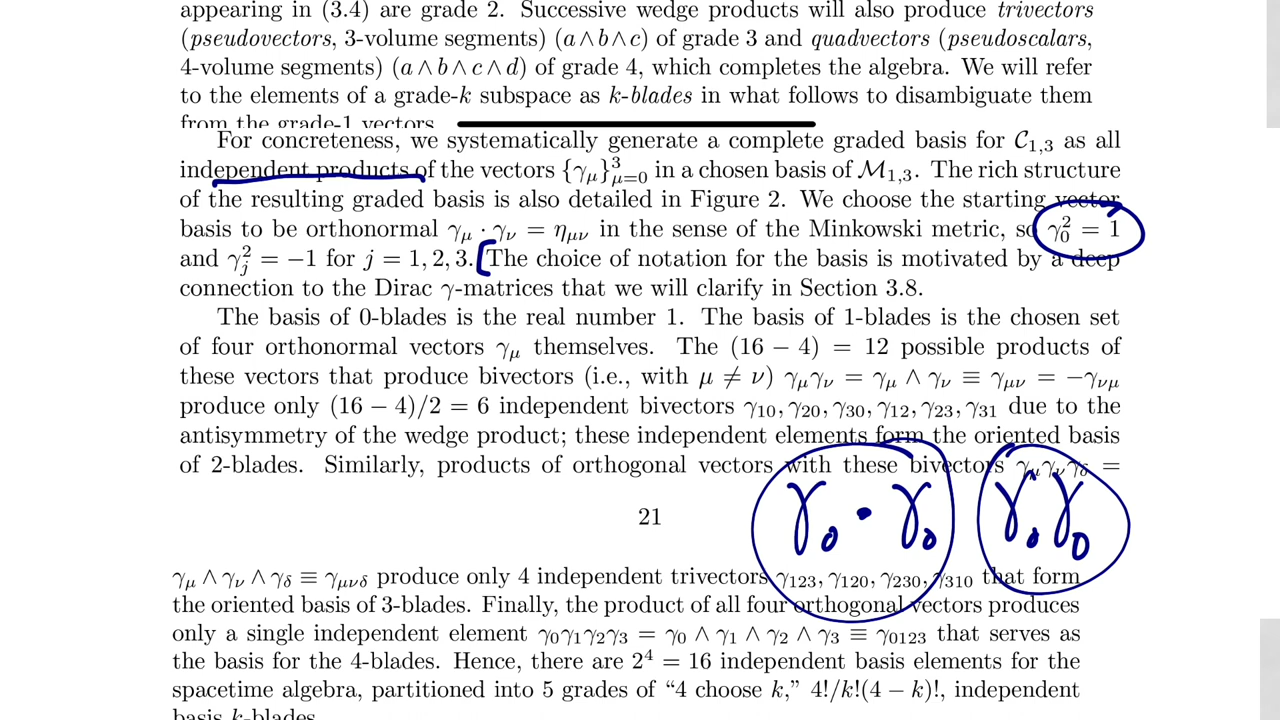 appearing in (3.4) are grade 2. Successive wedge products will also produce trivectors
(pseudovectors, 3-volume segments) (a∧b∧c) of grade 3 and quadvectors (pseudoscalars,
4-volume segments) (a∧b∧c∧d) of grade 4, which completes the algebra. We will refer
to the elements of a grade-k subspace as k-blades in what follows to disambiguate them
from the grade-1 vectors
For concreteness, we systematically generate a complete graded basis for C₁,₃ as all
independent products of the vectors {γμ}³μ=0 in a chosen basis of M₁,₃. The rich structure
of the resulting graded basis is also detailed in Figure 2. We choose the starting vector
basis to be orthonormal γμ · γν = ημν in the sense of the Minkowski metric, so γ₀² = 1
and γⱼ² = −1 for j = 1, 2, 3. The choice of notation for the basis is motivated by a deep
connection to the Dirac γ-matrices that we will clarify in Section 3.8.
The basis of 0-blades is the real number 1. The basis of 1-blades is the chosen set
of four orthonormal vectors γμ themselves. The (16 − 4) = 12 possible products of
these vectors that produce bivectors (i.e., with μ ≠ ν) γμγν = γμ ∧ γν ≡ γμν = −γνμ
produce only (16 − 4)/2 = 6 independent bivectors γ₁₀, γ₂₀, γ₃₀, γ₁₂, γ₂₃, γ₃₁ due to the
antisymmetry of the wedge product; these independent elements form the oriented basis
of 2-blades. Similarly, products of orthogonal vectors with these bivectors γμγνγδ =
γ₀ · γ₀ γ₀γ₀
21
γμ ∧ γν ∧ γδ ≡ γμνδ produce only 4 independent trivectors γ₁₂₃, γ₁₂₀, γ₂₃₀, γ₃₁₀ that form
the oriented basis of 3-blades. Finally, the product of all four orthogonal vectors produces
only a single independent element γ₀γ₁γ₂γ₃ = γ₀ ∧ γ₁ ∧ γ₂ ∧ γ₃ ≡ γ₀₁₂₃ that serves as
the basis for the 4-blades. Hence, there are 2⁴ = 16 independent basis elements for the
spacetime algebra, partitioned into 5 grades of “4 choose k,” 4!/k!(4 − k)!, independent
basis k-blades.